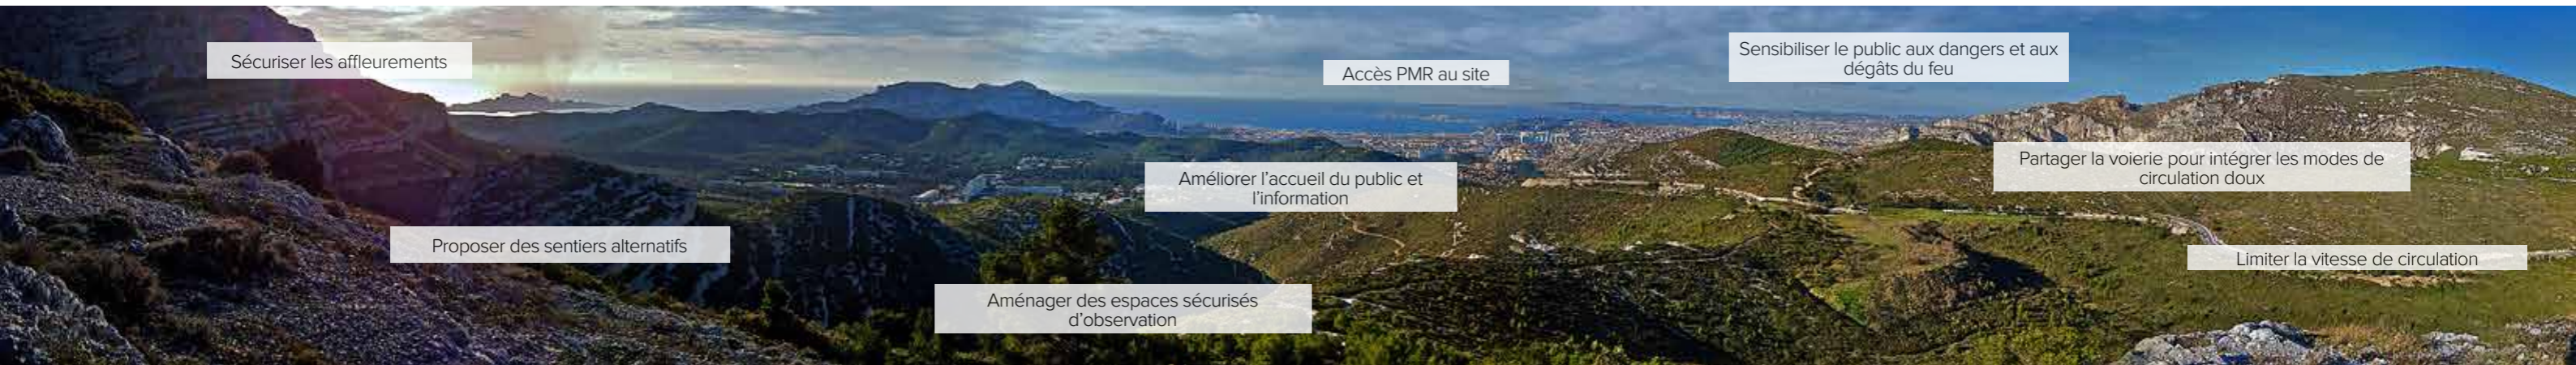 Sécuriser les affleurements
Accès PMR au site
Sensibiliser le public aux dangers et aux
dégâts du feu
Améliorer l’accueil du public et
l’information
Partager la voierie pour intégrer les modes de
circulation doux
Proposer des sentiers alternatifs
Limiter la vitesse de circulation
Aménager des espaces sécurisés
d’observation